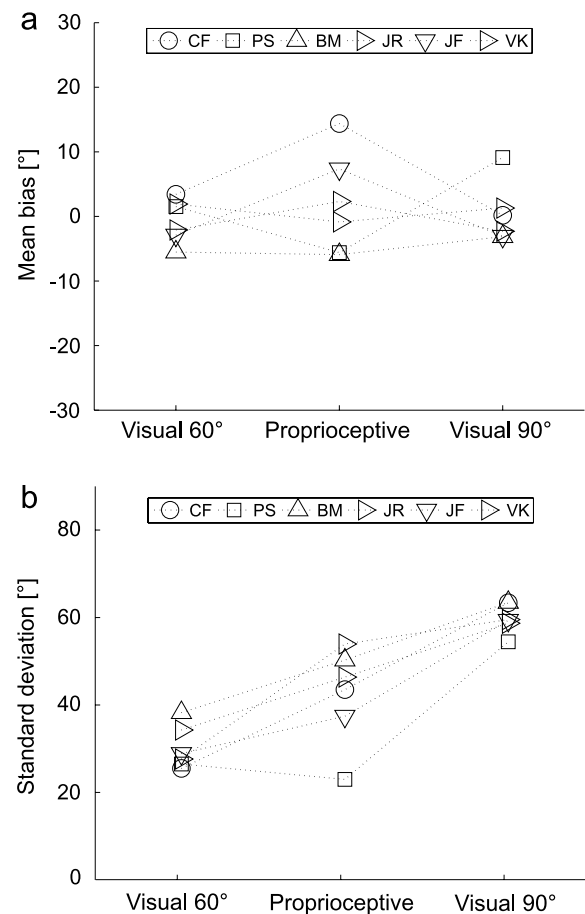 a
CF PS BM JR JF VK
30
20
10
0
-10
-20
-30
Mean bias [°]
Visual 60° Proprioceptive Visual 90°
b
CF PS BM JR JF VK
80
60
40
20
0
Standard deviation [°]
Visual 60° Proprioceptive Visual 90°